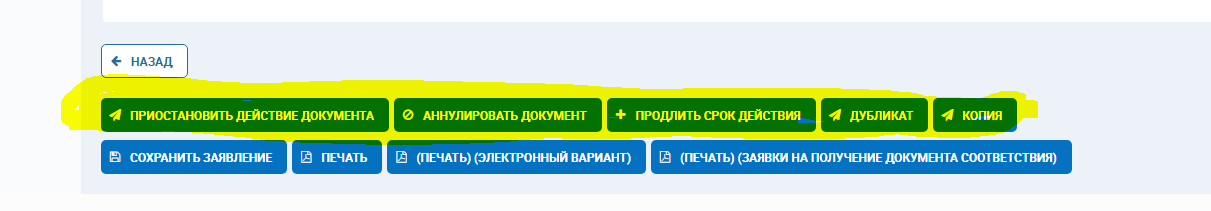 НАЗАД
ПРИОСТАНОВИТЬ ДЕЙСТВИЕ ДОКУМЕНТА АННУЛИРОВАТЬ ДОКУМЕНТ ПРОДЛИТЬ СРОК ДЕЙСТВИЯ ДУБЛИКАТ КОПИЯ
СОХРАНИТЬ ЗАЯВЛЕНИЕ ПЕЧАТЬ (ПЕЧАТЬ) (ЭЛЕКТРОННЫЙ ВАРИАНТ) (ПЕЧАТЬ) (ЗАЯВКИ НА ПОЛУЧЕНИЕ ДОКУМЕНТА СООТВЕТСТВИЯ)